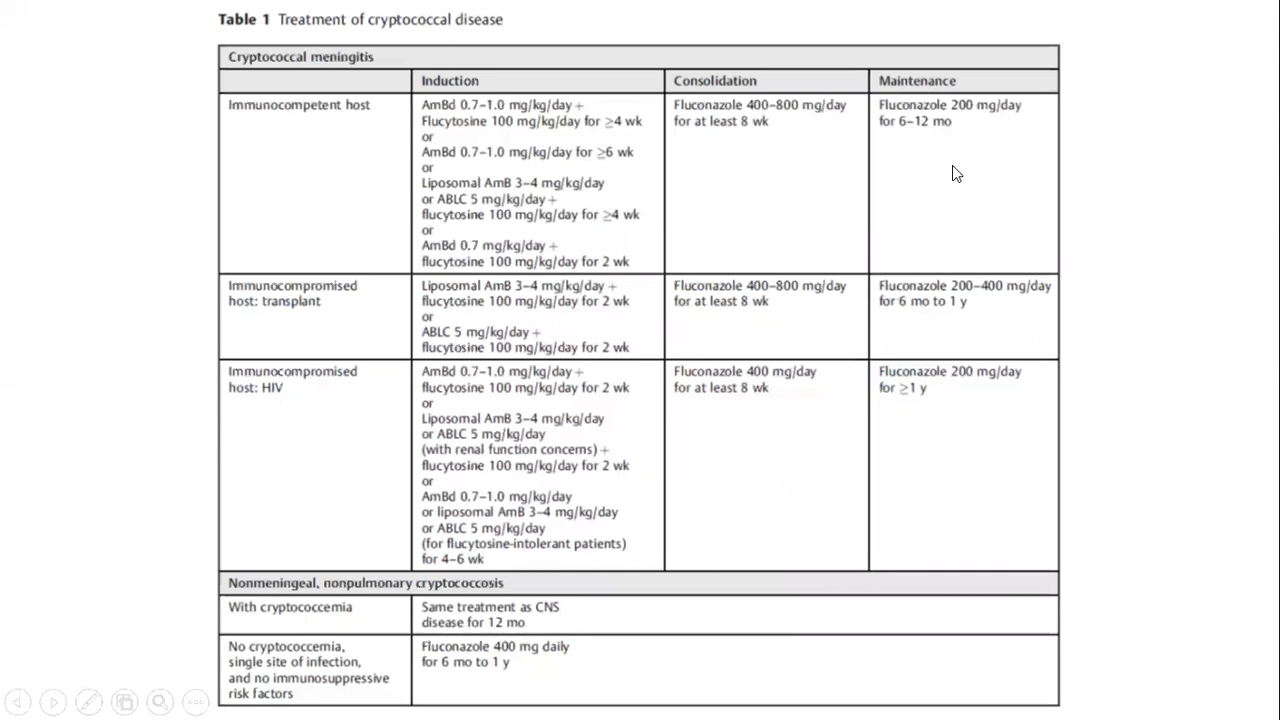 Table 1 Treatment of cryptococcal disease
Cryptococcal meningitis
Induction
Consolidation
Maintenance
Immunocompetent host
AmBd 0.7–1.0 mg/kg/day +
Flucytosine 100 mg/kg/day for ≥4 wk
or
AmBd 0.7–1.0 mg/kg/day for ≥6 wk
or
Liposomal AmB 3–4 mg/kg/day
or ABLC 5 mg/kg/day +
flucytosine 100 mg/kg/day for ≥4 wk
or
AmBd 0.7 mg/kg/day +
flucytosine 100 mg/kg/day for 2 wk
Fluconazole 400–800 mg/day
for at least 8 wk
Fluconazole 200 mg/day
for 6–12 mo
Immunocompromised
host: transplant
Liposomal AmB 3–4 mg/kg/day +
flucytosine 100 mg/kg/day for 2 wk
or
ABLC 5 mg/kg/day +
flucytosine 100 mg/kg/day for 2 wk
Fluconazole 400–800 mg/day
for at least 8 wk
Fluconazole 200–400 mg/day
for 6 mo to 1 y
Immunocompromised
host: HIV
AmBd 0.7–1.0 mg/kg/day +
flucytosine 100 mg/kg/day for 2 wk
or
Liposomal AmB 3–4 mg/kg/day
or ABLC 5 mg/kg/day
(with renal function concerns) +
flucytosine 100 mg/kg/day for 2 wk
or
AmBd 0.7–1.0 mg/kg/day
or liposomal AmB 3–4 mg/kg/day
or ABLC 5 mg/kg/day
(for flucytosine-intolerant patients)
for 4–6 wk
Fluconazole 400 mg/day
for at least 8 wk
Fluconazole 200 mg/day
for ≥1 y
Nonmeningeal, nonpulmonary cryptococcosis
With cryptococcemia
Same treatment as CNS
disease for 12 mo
No cryptococcemia,
single site of infection,
and no immunosuppressive
risk factors
Fluconazole 400 mg daily
for 6 mo to 1 y